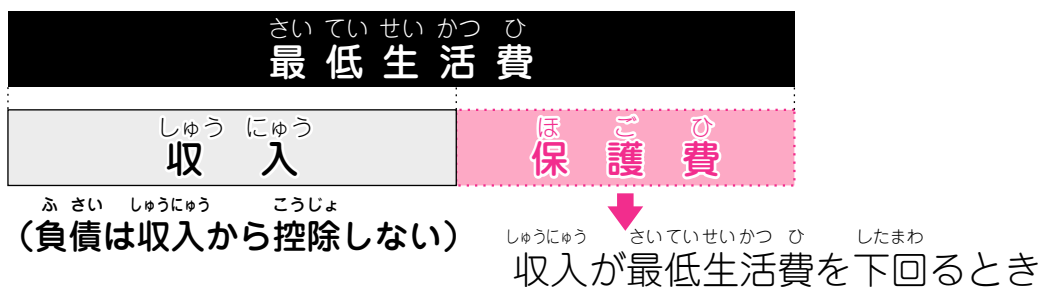 さい てい せい かつ ひ
最低生活費
しゅう にゅう
収入
ほ ご ひ
保護費
ふ さい しゅうにゅう こうじょ
（負債は収入から控除しない）
しゅうにゅう さいていせいかつ ひ したまわ
収入が最低生活費を下回るとき